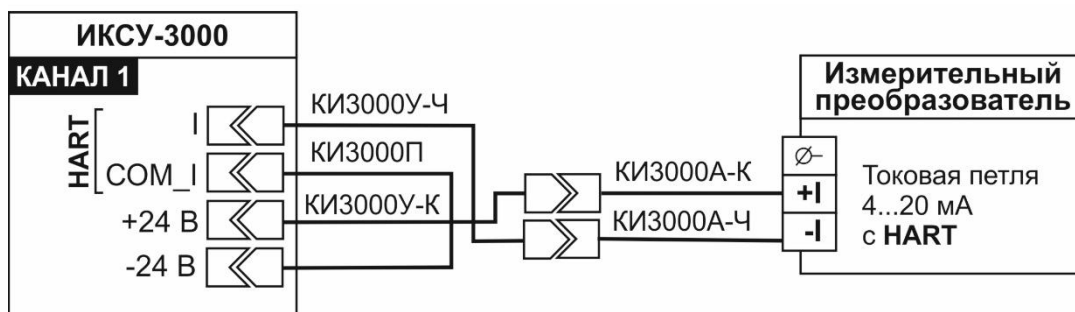 ИКСУ-3000
КАНАЛ 1
HART
I
COM_I
+24 В
-24 В
КИ3000У-Ч
КИ3000П
КИ3000У-К
КИ3000А-К
КИ3000А-Ч
Измерительный
преобразователь
+I
-I
Токовая петля
4...20 мА
с HART